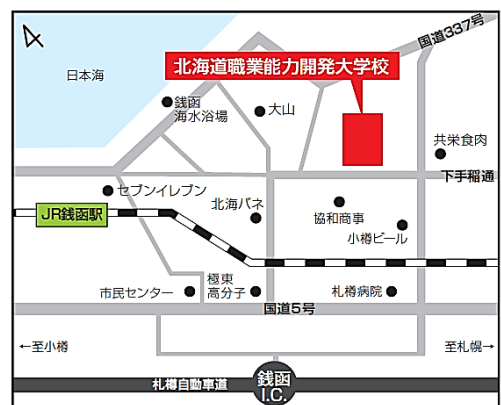 国道337号
北海道職業能力開発大学校
日本海
銭函
海水浴場
大山
共栄食肉
下手稲通
セブンイレブン
JR銭函駅
北海バネ
協和商事
小樽ビール
市民センター
極東
高分子
札樽病院
国道5号
←至小樽
至札幌→
札樽自動車道
銭函
I.C.